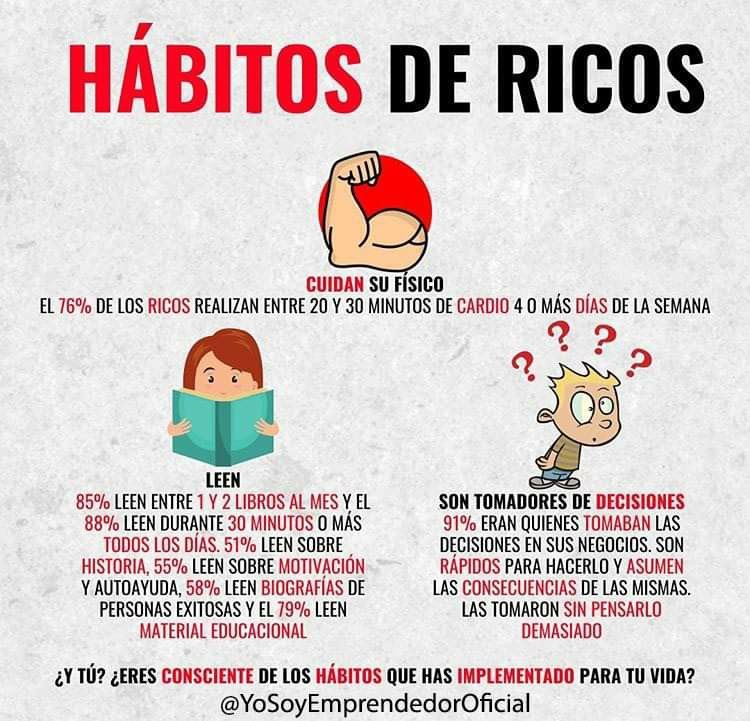 HÁBITOS DE RICOS
CUIDAN SU FÍSICO
EL 76% DE LOS RICOS REALIZAN ENTRE 20 Y 30 MINUTOS DE CARDIO 4 O MÁS DÍAS DE LA SEMANA
? ? ? ?
LEEN
85% LEEN ENTRE 1 Y 2 LIBROS AL MES Y EL
88% LEEN DURANTE 30 MINUTOS O MÁS
TODOS LOS DÍAS. 51% LEEN SOBRE
HISTORIA, 55% LEEN SOBRE MOTIVACIÓN
Y AUTOAYUDA, 58% LEEN BIOGRAFÍAS DE
PERSONAS EXITOSAS Y EL 79% LEEN
MATERIAL EDUCACIONAL
SON TOMADORES DE DECISIONES
91% ERAN QUIENES TOMABAN LAS
DECISIONES EN SUS NEGOCIOS. SON
RÁPIDOS PARA HACERLO Y ASUMEN
LAS CONSECUENCIAS DE LAS MISMAS.
LAS TOMARON SIN PENSARLO
DEMASIADO
¿Y TÚ? ¿ERES CONSCIENTE DE LOS HÁBITOS QUE HAS IMPLEMENTADO PARA TU VIDA?
@YoSoyEmprendedorOficial